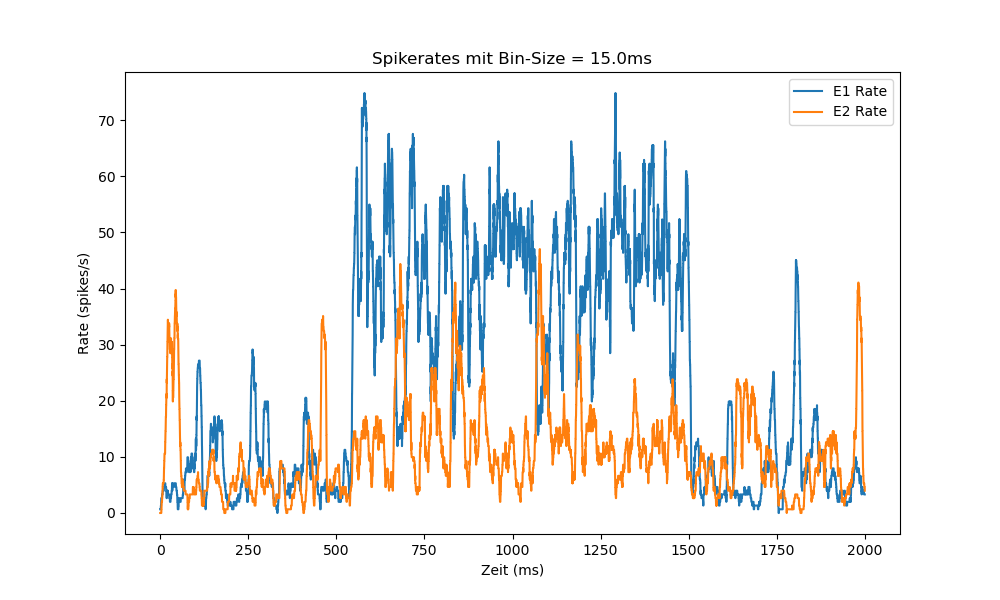 Spikerates mit Bin-Size = 15.0ms
E1 Rate
E2 Rate
Rate (spikes/s)
70
60
50
40
30
20
10
0
0 250 500 750 1000 1250 1500 1750 2000
Zeit (ms)